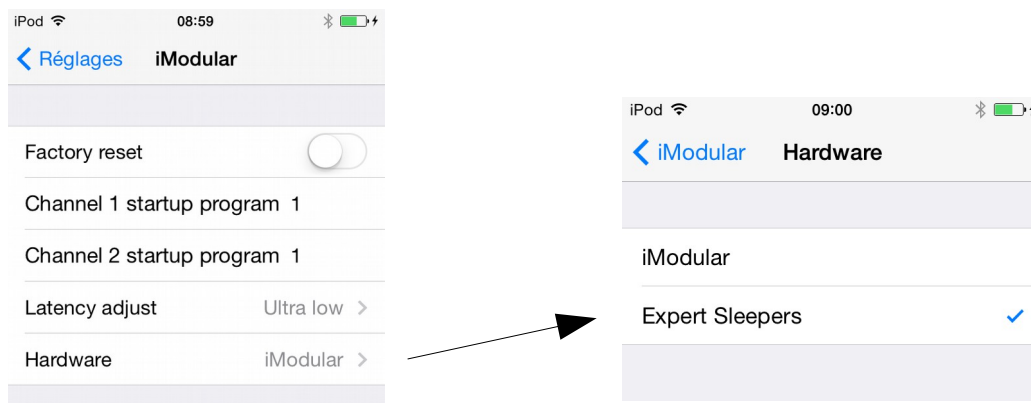 iPod 08:59
Réglages iModular
Factory reset
Channel 1 startup program 1
Channel 2 startup program 1
Latency adjust Ultra low
Hardware iModular
iPod 09:00
iModular Hardware
iModular
Expert Sleepers